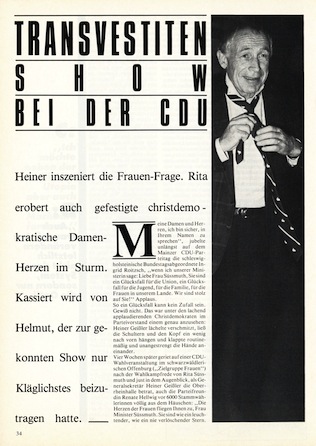 TRANSVESTITEN
SHOW
BEI DER CDU
Heiner inszeniert die Frauen-Frage. Rita
erobert auch gefestigte christdemo-
kratische Damen-
Herzen im Sturm.
Kassiert wird von
Helmut, der zur ge-
konnten Show nur
Kläglichstes beizu-
tragen hatte.
Meine Damen und Her-
ren, ich bin sicher, in
Ihrem Namen zu
sprechen", jubelte
unlängst auf dem
Mainzer CDU-Par-
teitag die schleswig-
holsteinische Bundestagsabgeordnete In-
grid Roitzsch, „wenn ich unserer Minis-
terin sage: Liebe Frau Süssmuth, Sie sind
ein Glücksfall für die Union, ein Glücks-
fall für die Jugend, für die Familie, für die
Frauen in unserem Lande. Wir sind stolz
auf Sie!" Applaus.
So ein Glücksfall kann kein Zufall sein.
Gewiß nicht. Das war unter den lachend
applaudierenden Christdemokraten im
Parteivorstand einem genau anzusehen:
Heiner Geißler lächelte verschmitzt, ließ
die Schultern und den Kopf ein wenig
nach vorn hängen und klappte routine-
mäßig und unangestrengt die Hände an-
einander.
Vier Wochen später geriet auf einer CDU-
Wahlveranstaltung im schwarzwäldleri-
schen Offenburg („Zielgruppe Frauen")
nach der Wahlkampfrede von Rita Süss-
muth und just in dem Augenblick, als Ge-
neralsekretär Heiner Geißler die Ober-
rheinhalle betrat, auch die Parteifreun-
din Renate Hellwig vor 6000 Stammwäh-
lerinnen völlig aus dem Häuschen: „Die
Herzen der Frauen fliegen Ihnen zu, Frau
Minister Süssmuth. Sie sind wie ein leuch-
tender, wie ein nie verlöschender Stern.
34